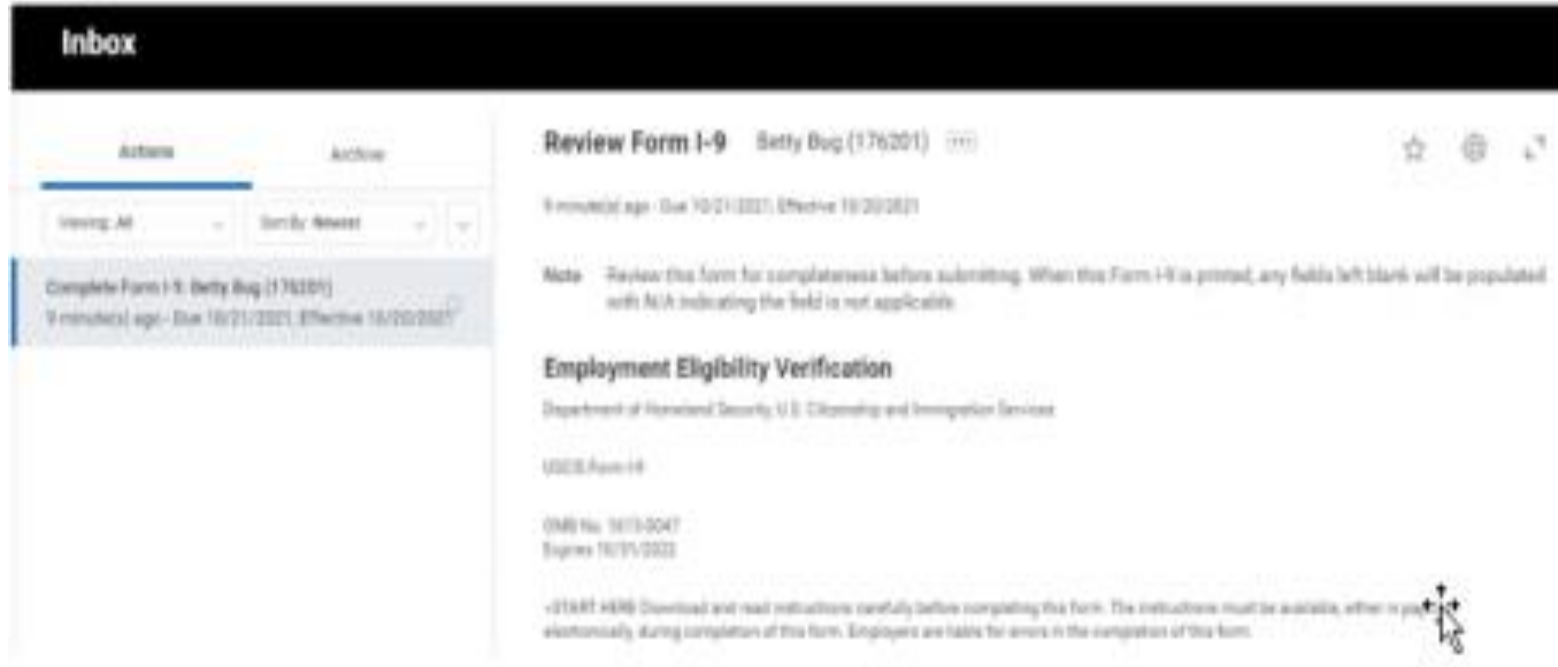 Inbox
Actions
Archive
Viewing: All
Sort By: Newest
Complete Form I-9: Betty Bug (176201)
9 minute(s) ago - Due 10/21/2021; Effective 10/20/2021
Review Form I-9 Betty Bug (176201)
9 minute(s) ago - Due 10/21/2021; Effective 10/20/2021
Note Review this form for completeness before submitting. When this Form I-9 is printed, any fields left blank will be populated
with N/A indicating the field is not applicable.
Employment Eligibility Verification
Department of Homeland Security, U.S. Citizenship and Immigration Services
USCIS Form I-9
OMB No. 1615-0047
Expires 10/31/2022
START HERE Download and read instructions carefully before completing this form. The instructions must be available, either in
electronically, during completion of this form. Employers are liable for errors in the completion of this form.